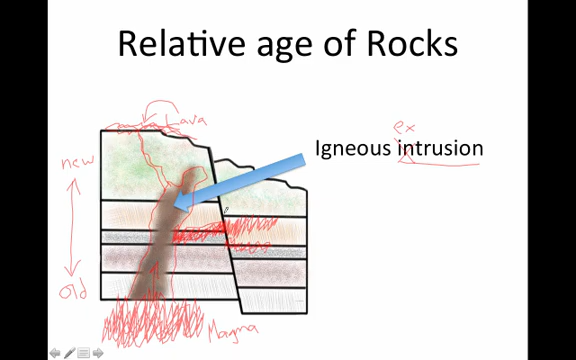 Relative age of Rocks
Lava
ex
Igneous intrusion
new
old
Magma